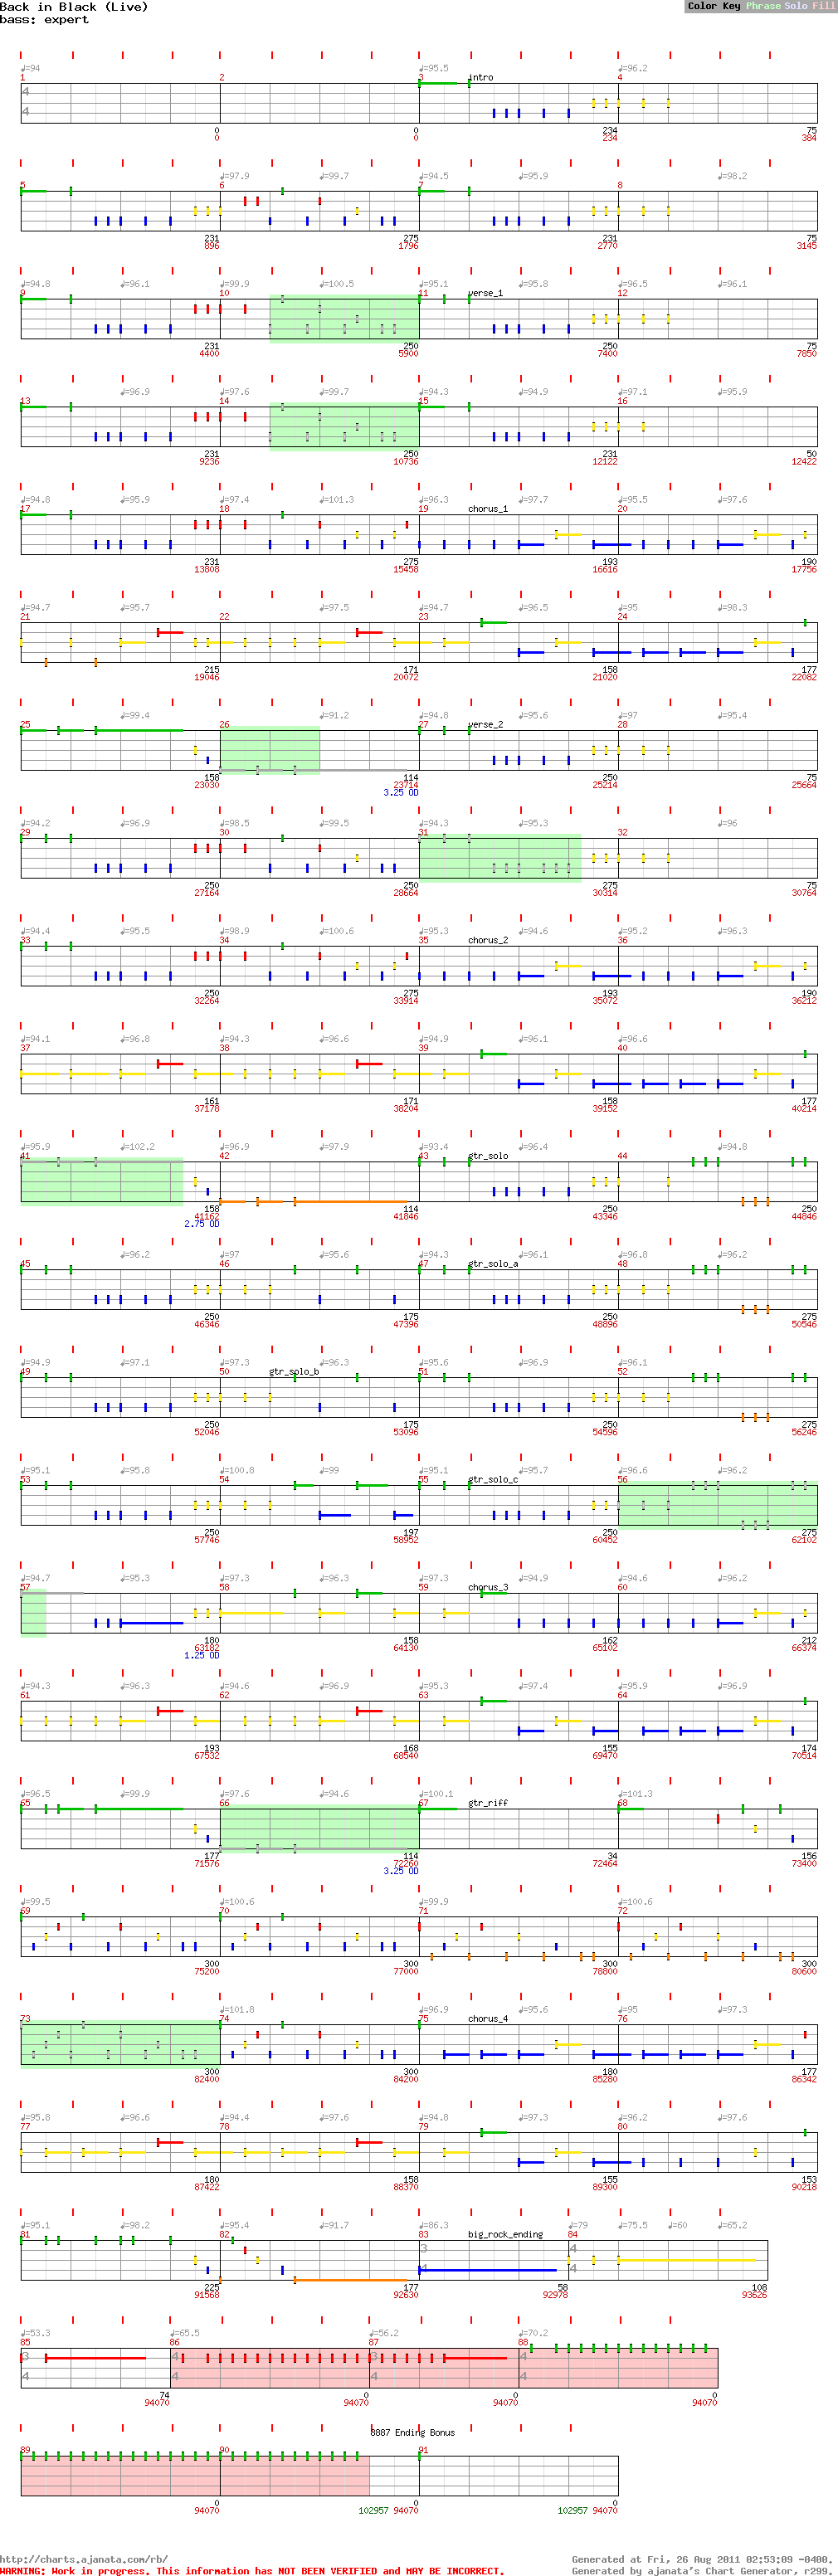 Back in Black (Live)
Color Key Phrase Solo Fill
bass: expert
♩=94 ♩=95.5 ♩=96.2
1 2 3 intro 4
4
4
0 0 234 75
0 0 234 384
♩=97.9 ♩=99.7 ♩=94.5 ♩=95.9 ♩=98.2
5 6 7 8
231 275 231 75
896 1796 2770 3145
♩=94.8 ♩=96.1 ♩=99.9 ♩=100.5 ♩=95.1 ♩=95.8 ♩=96.5 ♩=96.1
9 10 11 verse_1 12
231 250 250 75
4400 5900 7400 7850
♩=96.9 ♩=97.6 ♩=99.7 ♩=94.3 ♩=94.9 ♩=97.1 ♩=95.9
13 14 15 16
231 250 231 50
9236 10736 12122 12422
♩=94.8 ♩=95.9 ♩=97.4 ♩=101.3 ♩=96.3 ♩=97.7 ♩=95.5 ♩=97.6
17 18 19 chorus_1 20
231 275 193 190
13808 15458 16616 17756
♩=94.7 ♩=95.7 ♩=97.5 ♩=94.7 ♩=96.5 ♩=95 ♩=98.3
21 22 23 24
215 171 158 177
19046 20072 21020 22082
♩=99.4 ♩=91.2 ♩=94.8 ♩=95.6 ♩=97 ♩=95.4
25 26 27 verse_2 28
158 114 250 75
23030 23714 25214 25664
3.25 OD
♩=94.2 ♩=96.9 ♩=98.5 ♩=99.5 ♩=94.3 ♩=95.3 ♩=96
29 30 31 32
250 250 275 75
27164 28664 30314 30764
♩=94.4 ♩=95.5 ♩=98.9 ♩=100.6 ♩=95.3 ♩=94.6 ♩=95.2 ♩=96.3
33 34 35 chorus_2 36
250 275 193 190
32264 33914 35072 36212
♩=94.1 ♩=96.8 ♩=94.3 ♩=96.6 ♩=94.9 ♩=96.1 ♩=96.6
37 38 39 40
161 171 158 177
37178 38204 39152 40214
♩=95.9 ♩=102.2 ♩=96.9 ♩=97.9 ♩=93.4 ♩=96.4 ♩=94.8
41 42 43 gtr_solo 44
158 114 250 250
41162 41846 43346 44846
2.75 OD
♩=96.2 ♩=97 ♩=95.6 ♩=94.3 ♩=96.1 ♩=96.8 ♩=96.2
45 46 47 gtr_solo_a 48
250 175 250 275
46346 47396 48896 50546
♩=94.9 ♩=97.1 ♩=97.3 ♩=96.3 ♩=95.6 ♩=96.9 ♩=96.1
49 50 gtr_solo_b 51 52
250 175 250 275
52046 53096 54596 56246
♩=95.1 ♩=95.8 ♩=100.8 ♩=99 ♩=95.1 ♩=95.7 ♩=96.6 ♩=96.2
53 54 55 gtr_solo_c 56
250 197 250 275
57746 58952 60452 62102
♩=94.7 ♩=95.3 ♩=97.3 ♩=96.3 ♩=97.3 ♩=94.9 ♩=94.3 ♩=96.2
57 58 59 chorus_3 60
180 158 162 212
63182 64130 65102 66374
1.25 OD
♩=94.3 ♩=96.3 ♩=94.6 ♩=96.9 ♩=95 ♩=97.4 ♩=95.9 ♩=96.9
61 62 63 64
193 168 155 174
67532 68540 69470 70514
♩=96.5 ♩=99.9 ♩=97.6 ♩=94.6 ♩=100.1 ♩=101.3
65 66 67 gtr_riff 68
177 114 34 156
71576 72260 72464 73400
3.25 OD
♩=99.5 ♩=100.6 ♩=99.9 ♩=100.6
69 70 71 72
300 300 300 300
75200 77000 78800 80600
♩=101.8 ♩=96.9 ♩=95.6 ♩=95 ♩=97.3
73 74 75 chorus_4 76
300 300 180 177
82400 84200 85280 86342
♩=95.8 ♩=96.6 ♩=94.4 ♩=97.6 ♩=94.8 ♩=97.3 ♩=96.2 ♩=97.6
77 78 79 80
180 158 155 153
87422 88370 89300 90218
♩=95.1 ♩=98.2 ♩=95.4 ♩=91.7 ♩=86.3 ♩=79 ♩=75.5 ♩=60 ♩=65.2
81 82 83 big_rock_ending 84
3 4
4 4
225 177 58 108
91568 92630 92978 93626
♩=53.3 ♩=65.5 ♩=56.2 ♩=70.2
85 86 87 88
3 4 3 4
4 4 4 4
74 0 0 0
94070 94070 94070 94070
8887 Ending Bonus
89 90 91
0 0 0
94070 102957 94070 102957 94070
http://charts.ajanata.com/rb/
Generated at Fri, 26 Aug 2011 02:53:09 -0400.
WARNING: Work in progress. This information has NOT BEEN VERIFIED and MAY BE INCORRECT.
Generated by ajanata's Chart Generator, r299.